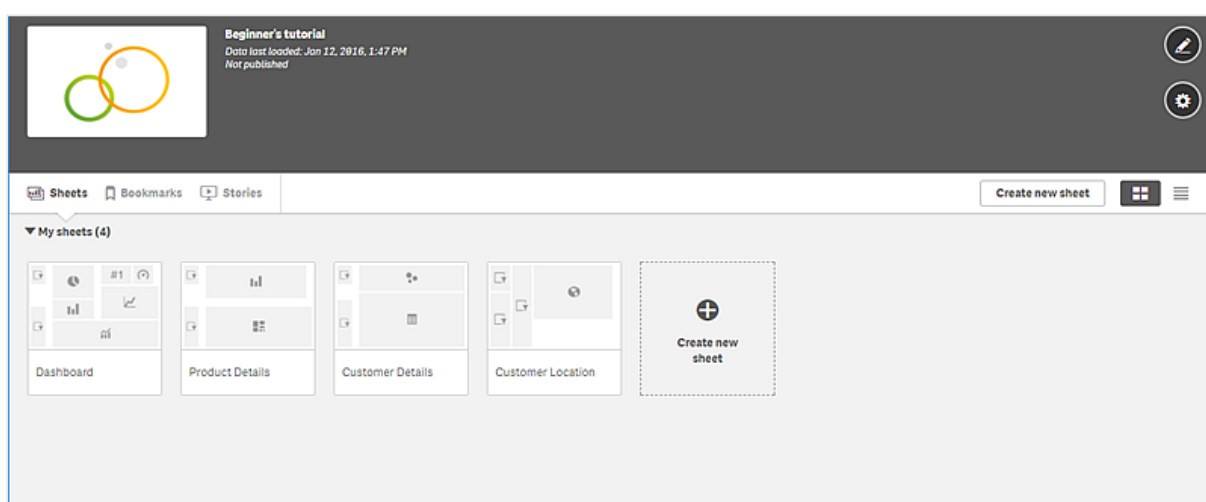 Beginner's tutorial
Data last loaded: Jan 12, 2016, 1:47 PM
Not published
Sheets
Bookmarks
Stories
Create new sheet
My sheets (4)
#1
Dashboard
Product Details
Customer Details
Customer Location
Create new
sheet